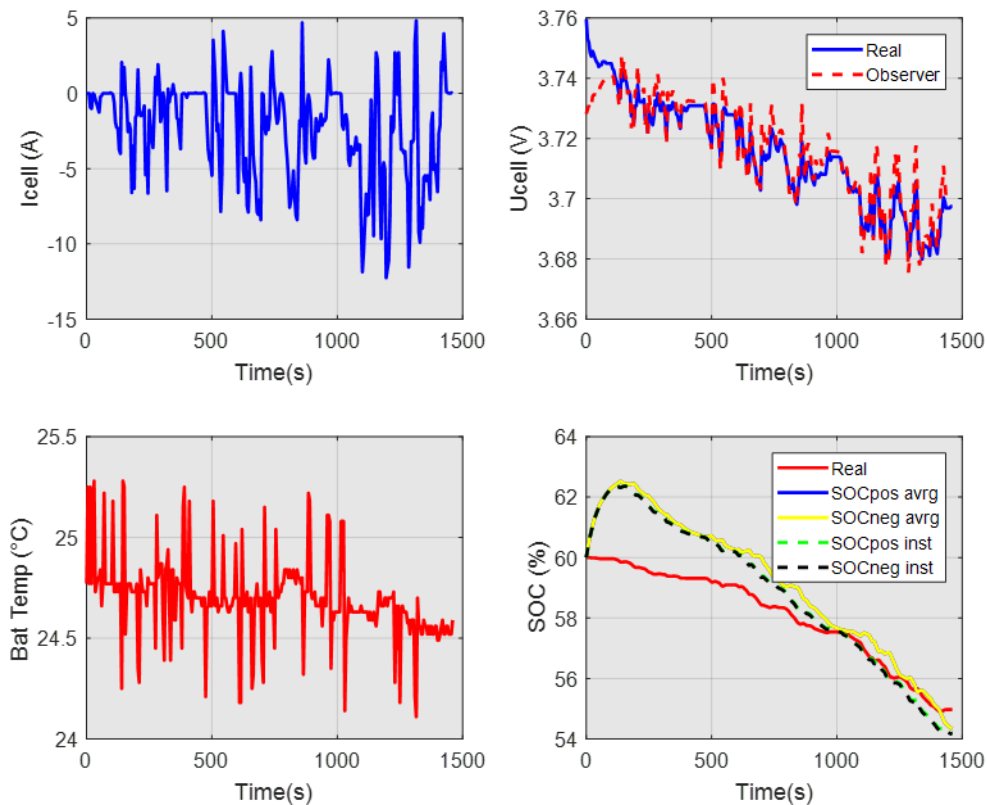 5
0
-5
-10
-15
Icell (A)
0
500
1000
1500
Time(s)
3.76
3.74
3.72
3.7
3.68
3.66
Ucell (V)
Real
Observer
0
500
1000
1500
Time(s)
25.5
25
24.5
24
Bat Temp (°C)
0
500
1000
1500
Time(s)
64
62
60
58
56
54
SOC (%)
Real
SOCpos avrg
SOCneg avrg
SOCpos inst
SOCneg inst
0
500
1000
1500
Time(s)